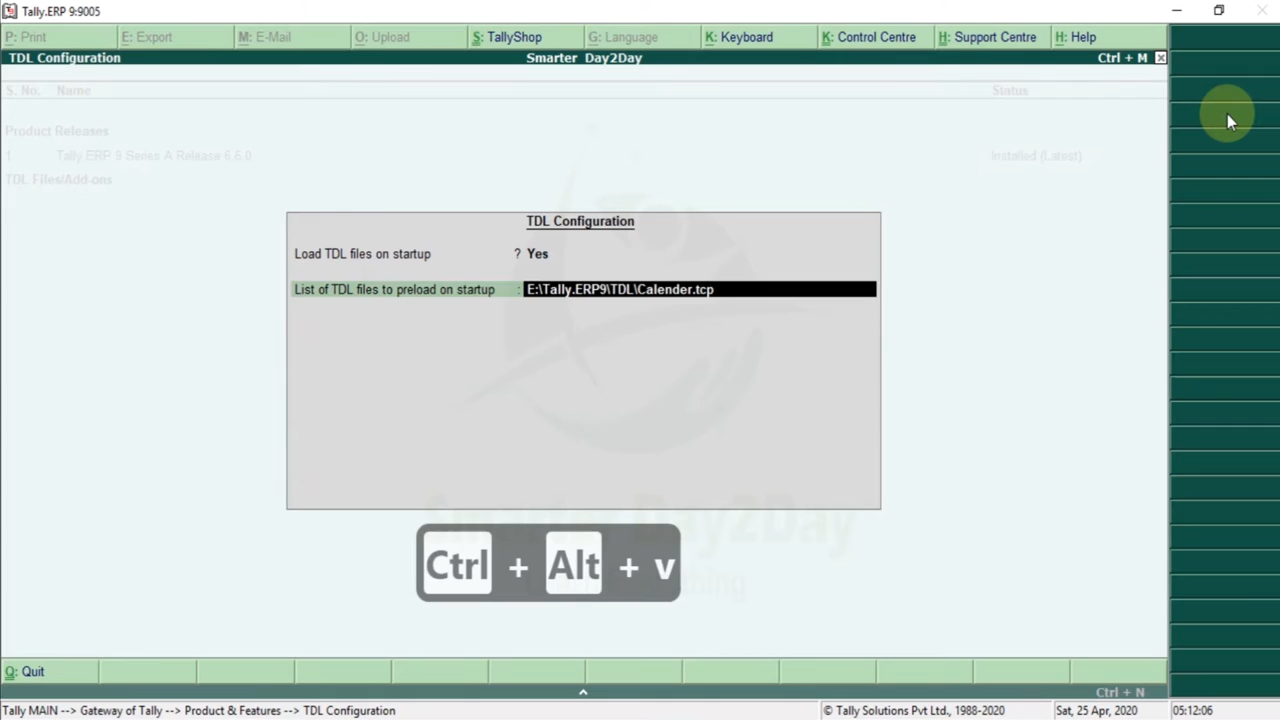 Tally.ERP 9:9005
P: Print E: Export M: E-Mail O: Upload S: TallyShop G: Language K: Keyboard K: Control Centre H: Support Centre H: Help
TDL Configuration Smarter Day2Day Ctrl + M
S. No. Name Status
Product Releases
1 Tally.ERP 9 Series A Release 6.6.0 Installed (Latest)
TDL Files/Add-ons
TDL Configuration
Load TDL files on startup ? Yes
List of TDL files to preload on startup : E:\Tally.ERP9\TDL\Calender.tcp
Smarter Day2Day
Ctrl + Alt + v
Q: Quit
Ctrl + N
Tally MAIN --> Gateway of Tally --> Product & Features --> TDL Configuration © Tally Solutions Pvt Ltd., 1988-2020 Sat, 25 Apr, 2020 05:12:06